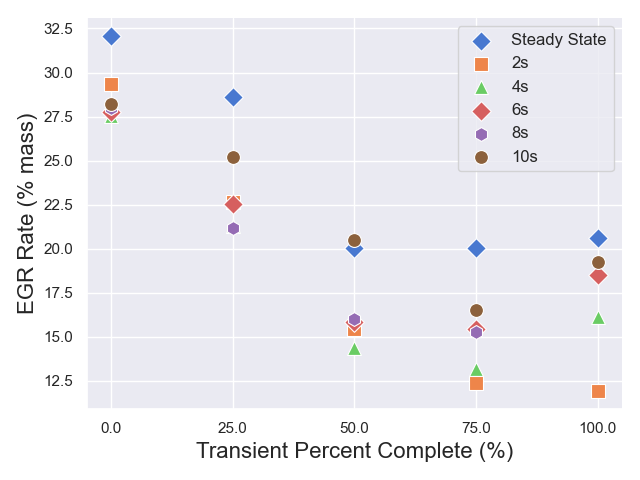 32.5
30.0
27.5
25.0
22.5
20.0
17.5
15.0
12.5
EGR Rate (% mass)
0.0 25.0 50.0 75.0 100.0
Transient Percent Complete (%)
Steady State
2s
4s
6s
8s
10s